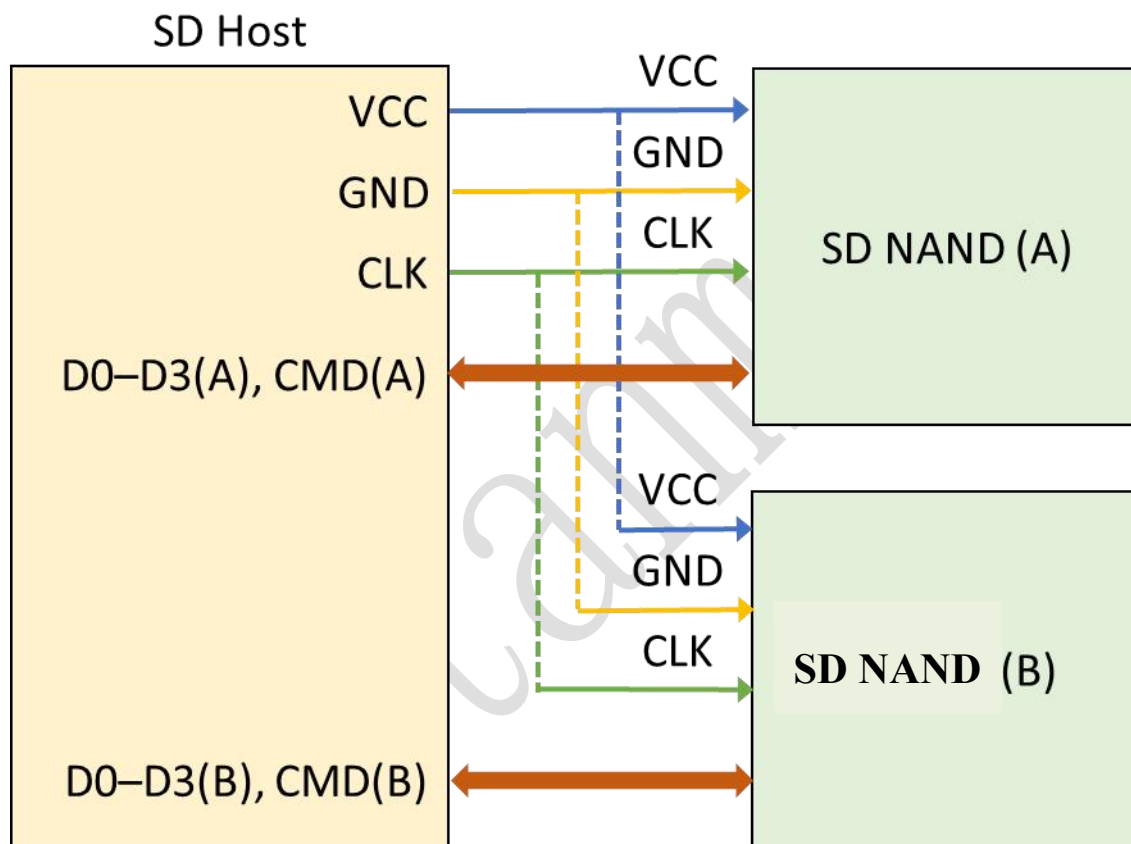 SD Host
VCC
VCC
GND
GND
CLK
CLK
SD NAND (A)
D0–D3(A), CMD(A)
VCC
GND
CLK
SD NAND (B)
D0–D3(B), CMD(B)